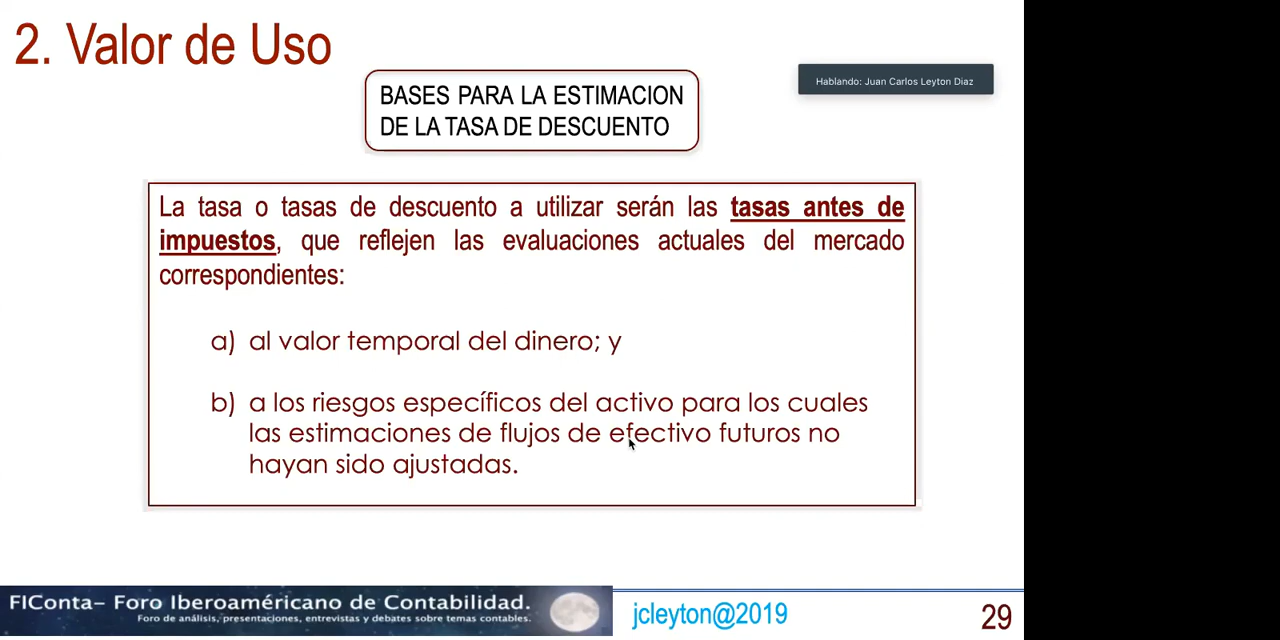 2. Valor de Uso
Hablando: Juan Carlos Leyton Diaz
BASES PARA LA ESTIMACION
DE LA TASA DE DESCUENTO
La tasa o tasas de descuento a utilizar serán las tasas antes de
impuestos, que reflejen las evaluaciones actuales del mercado
correspondientes:
a) al valor temporal del dinero; y
b) a los riesgos específicos del activo para los cuales
las estimaciones de flujos de efectivo futuros no
hayan sido ajustadas.
FIConta– Foro Iberoaméricano de Contabilidad.
Foro de análisis, presentaciones, entrevistas y debates sobre temas contables.
jcleyton@2019
29